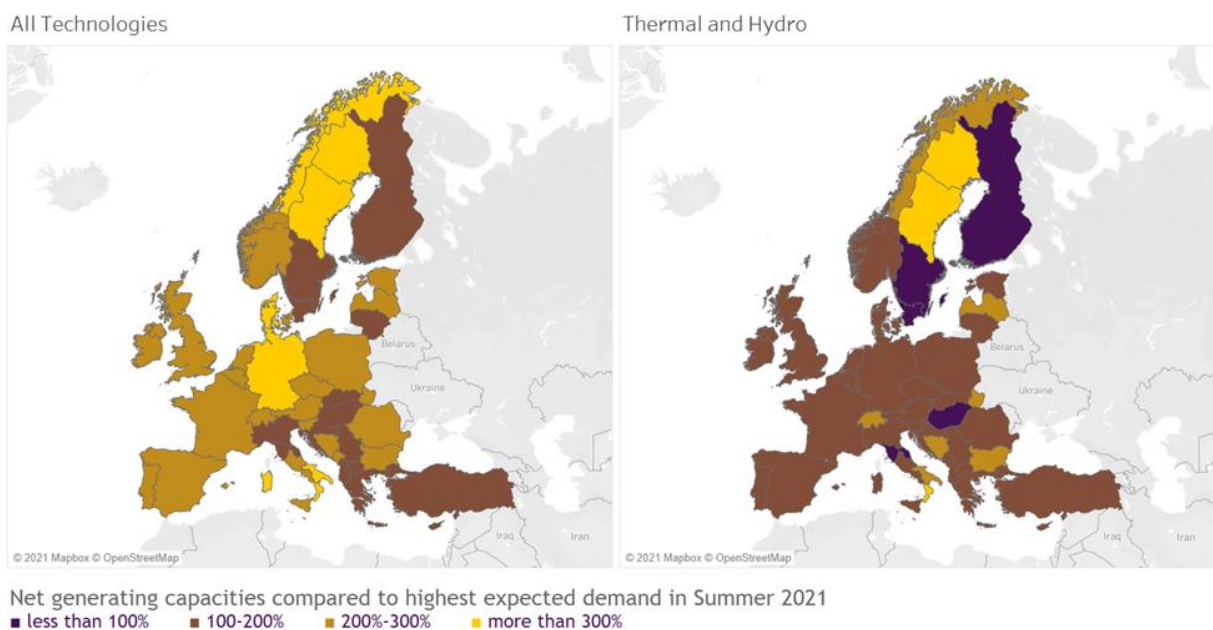 All Technologies
Thermal and Hydro
Belarus
Ukraine
Iraq
Iran
© 2021 Mapbox © OpenStreetMap
Belarus
Ukraine
Iraq
Iran
© 2021 Mapbox © OpenStreetMap
Net generating capacities compared to highest expected demand in Summer 2021
less than 100% 100-200% 200%-300% more than 300%